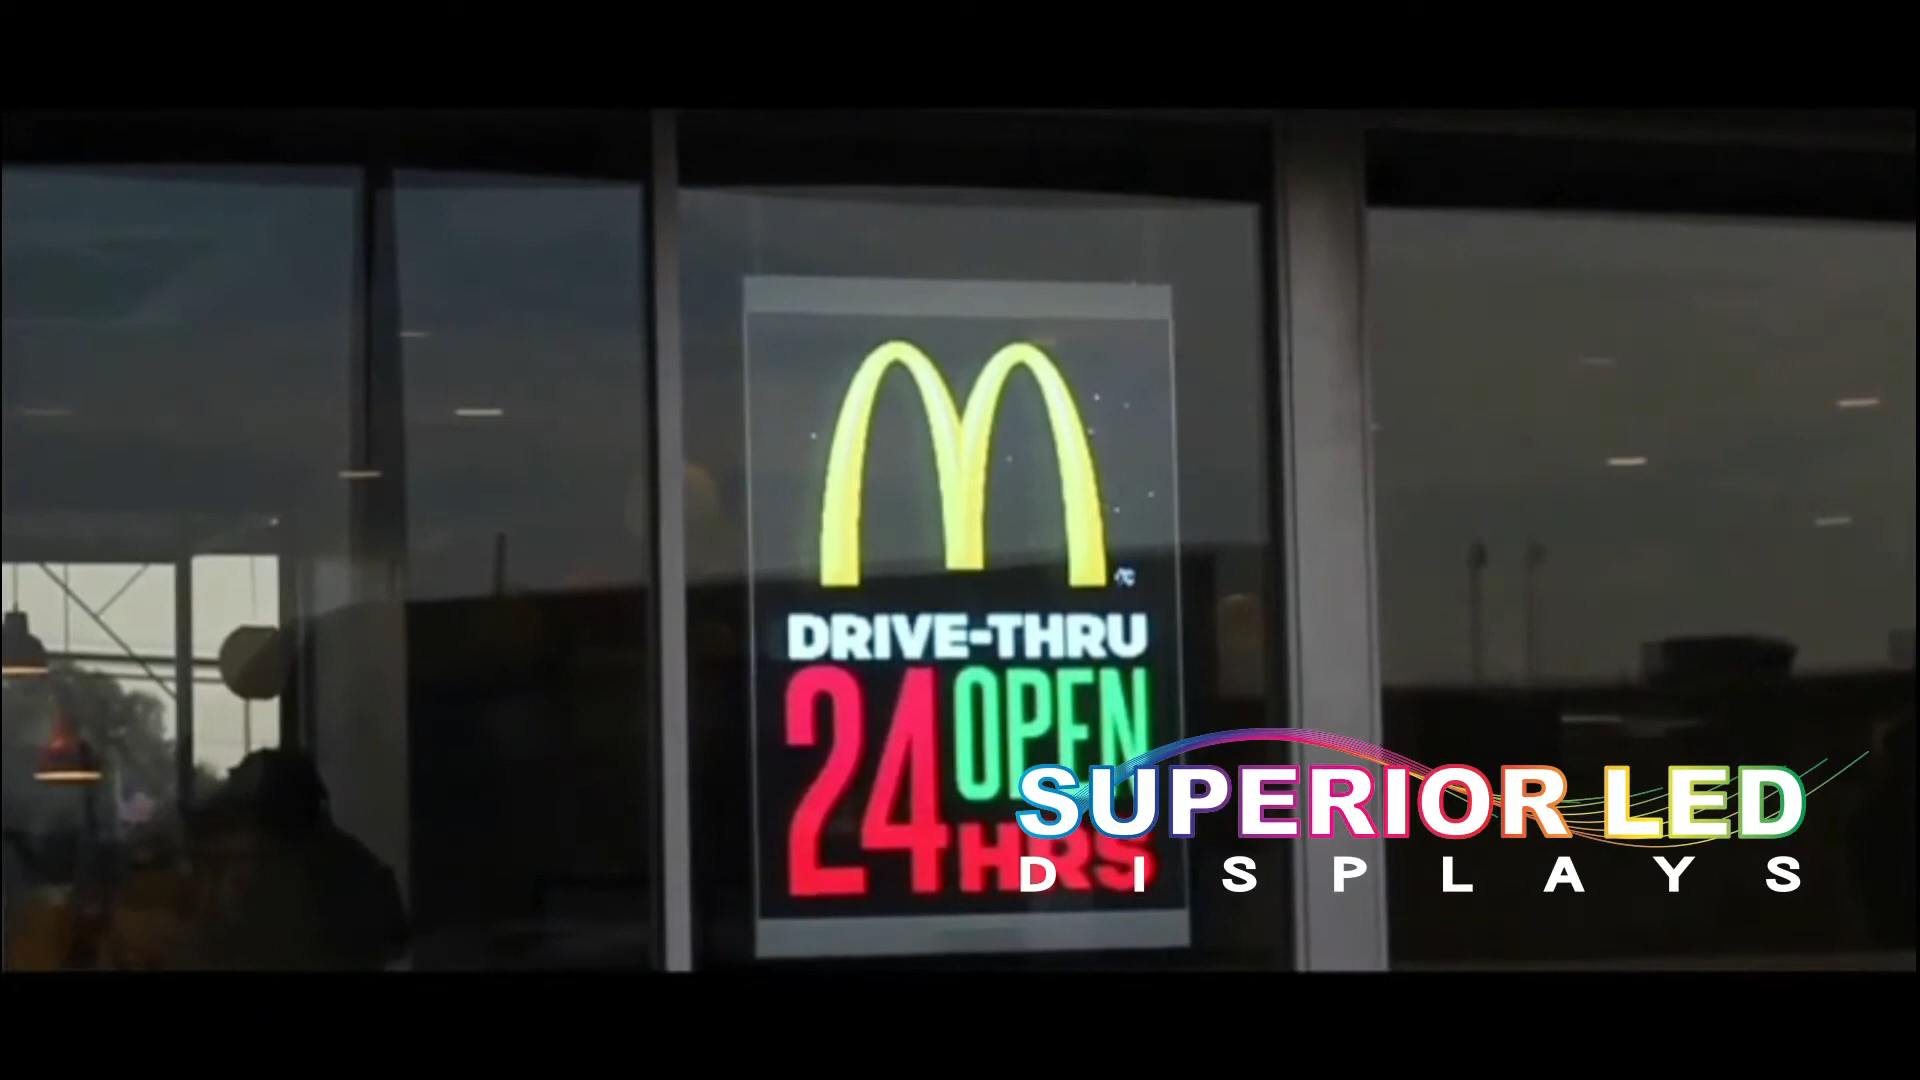 DRIVE-THRU
24 OPEN
HRS
SUPERIOR LED
DISPLAYS